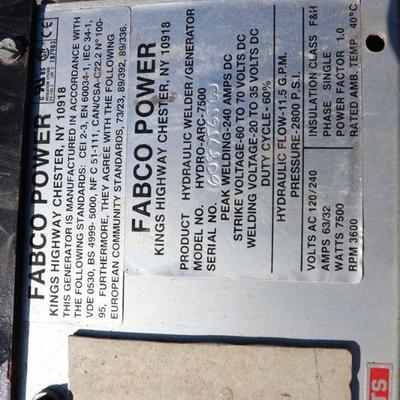 FABCO POWER
KINGS HIGHWAY CHESTER, NY 10918
THIS GENERATOR IS MANUFACTURED IN ACCORDANCE WITH
THE FOLLOWING STANDARDS: CEI 2-3, EN 60034-1, IEC 34-1,
VDE 0530, BS 4999- 5000, NF C 51-111, CAN/CSA-C22.2 N°100-
95, FURTHERMORE, THEY AGREE WITH THE FOLLOWING
EUROPEAN COMMUNITY STANDARDS, 73/23, 89/392, 89/336
FABCO POWER
KINGS HIGHWAY CHESTER, NY 10918
PRODUCT HYDRAULIC WELDER/GENERATOR
MODEL NO. HYDRO-ARC-7500
SERIAL NO.
PEAK WELDING-240 AMPS DC
STRIKE VOLTAGE-60 TO 70 VOLTS DC
WELDING VOLTAGE-20 TO 35 VOLTS DC
DUTY CYCLE- 60%
HYDRAULIC FLOW-11.5 G.P.M.
PRESSURE-2800 P.S.I.
VOLTS AC 120/240 INSULATION CLASS F&H
AMPS 63/32 PHASE SINGLE
WATTS 7500 POWER FACTOR 1.0
RPM 3600 RATED AMB. TEMP. 40°C